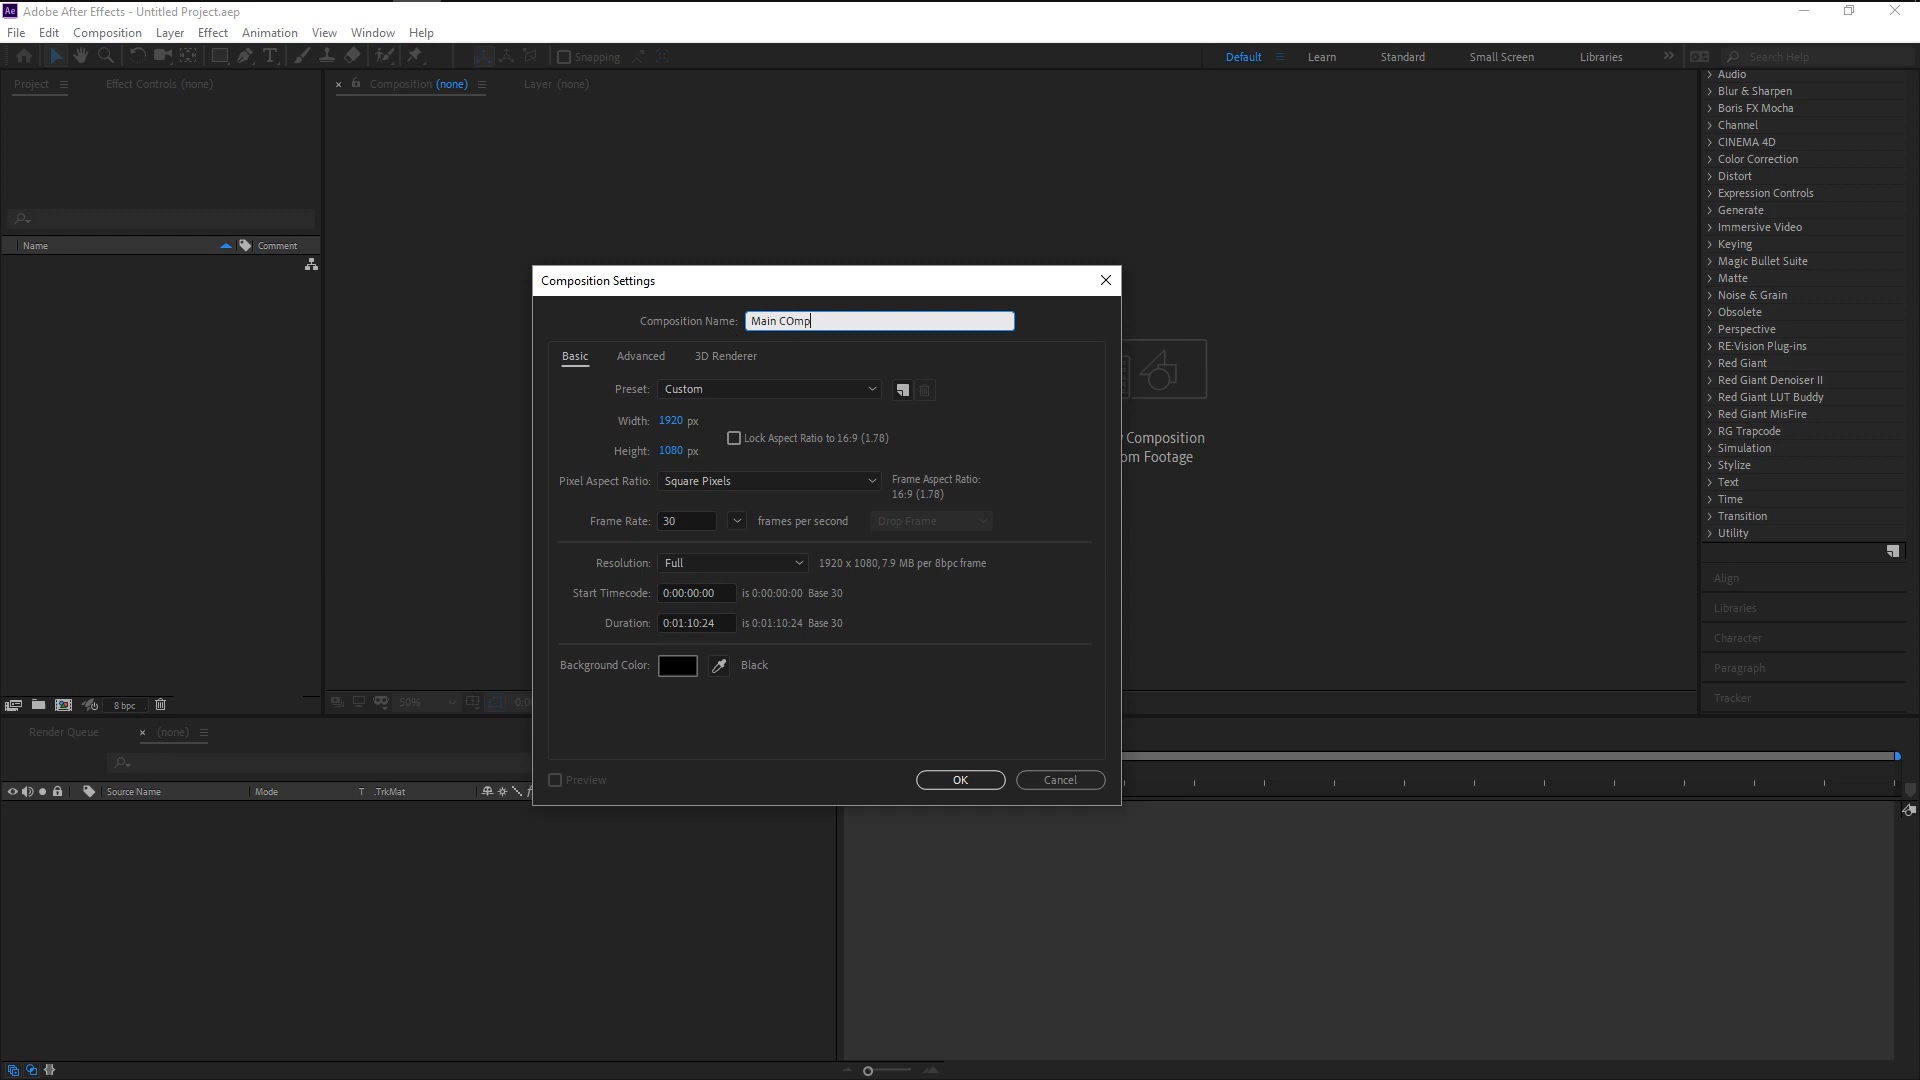 Ae Adobe After Effects - Untitled Project.aep
File Edit Composition Layer Effect Animation View Window Help
Snapping Default Learn Standard Small Screen Libraries Search Help
Project Effect Controls (none) Composition (none) Layer (none)
Audio
Blur & Sharpen
Boris FX Mocha
Channel
CINEMA 4D
Color Correction
Distort
Expression Controls
Generate
Immersive Video
Keying
Magic Bullet Suite
Matte
Noise & Grain
Obsolete
Perspective
RE:Vision Plug-ins
Red Giant
Red Giant Denoiser II
Red Giant LUT Buddy
Red Giant MisFire
RG Trapcode
Simulation
Stylize
Text
Time
Transition
Utility
Align
Libraries
Character
Paragraph
Tracker
Name Comment
Composition Settings
Composition Name: Main COmp
Basic Advanced 3D Renderer
Preset: Custom
Width: 1920 px
Lock Aspect Ratio to 16:9 (1.78)
Height: 1080 px
Pixel Aspect Ratio: Square Pixels Frame Aspect Ratio:
16:9 (1.78)
Frame Rate: 30 frames per second Drop Frame
Resolution: Full 1920 x 1080, 7.9 MB per 8bpc frame
Start Timecode: 0:00:00:00 is 0:00:00:00 Base 30
Duration: 0:01:10:24 is 0:01:10:24 Base 30
Background Color: Black
Preview OK Cancel
Composition
om Footage
8 bpc 50% 0:0
Render Queue (none)
Source Name Mode T .TrkMat